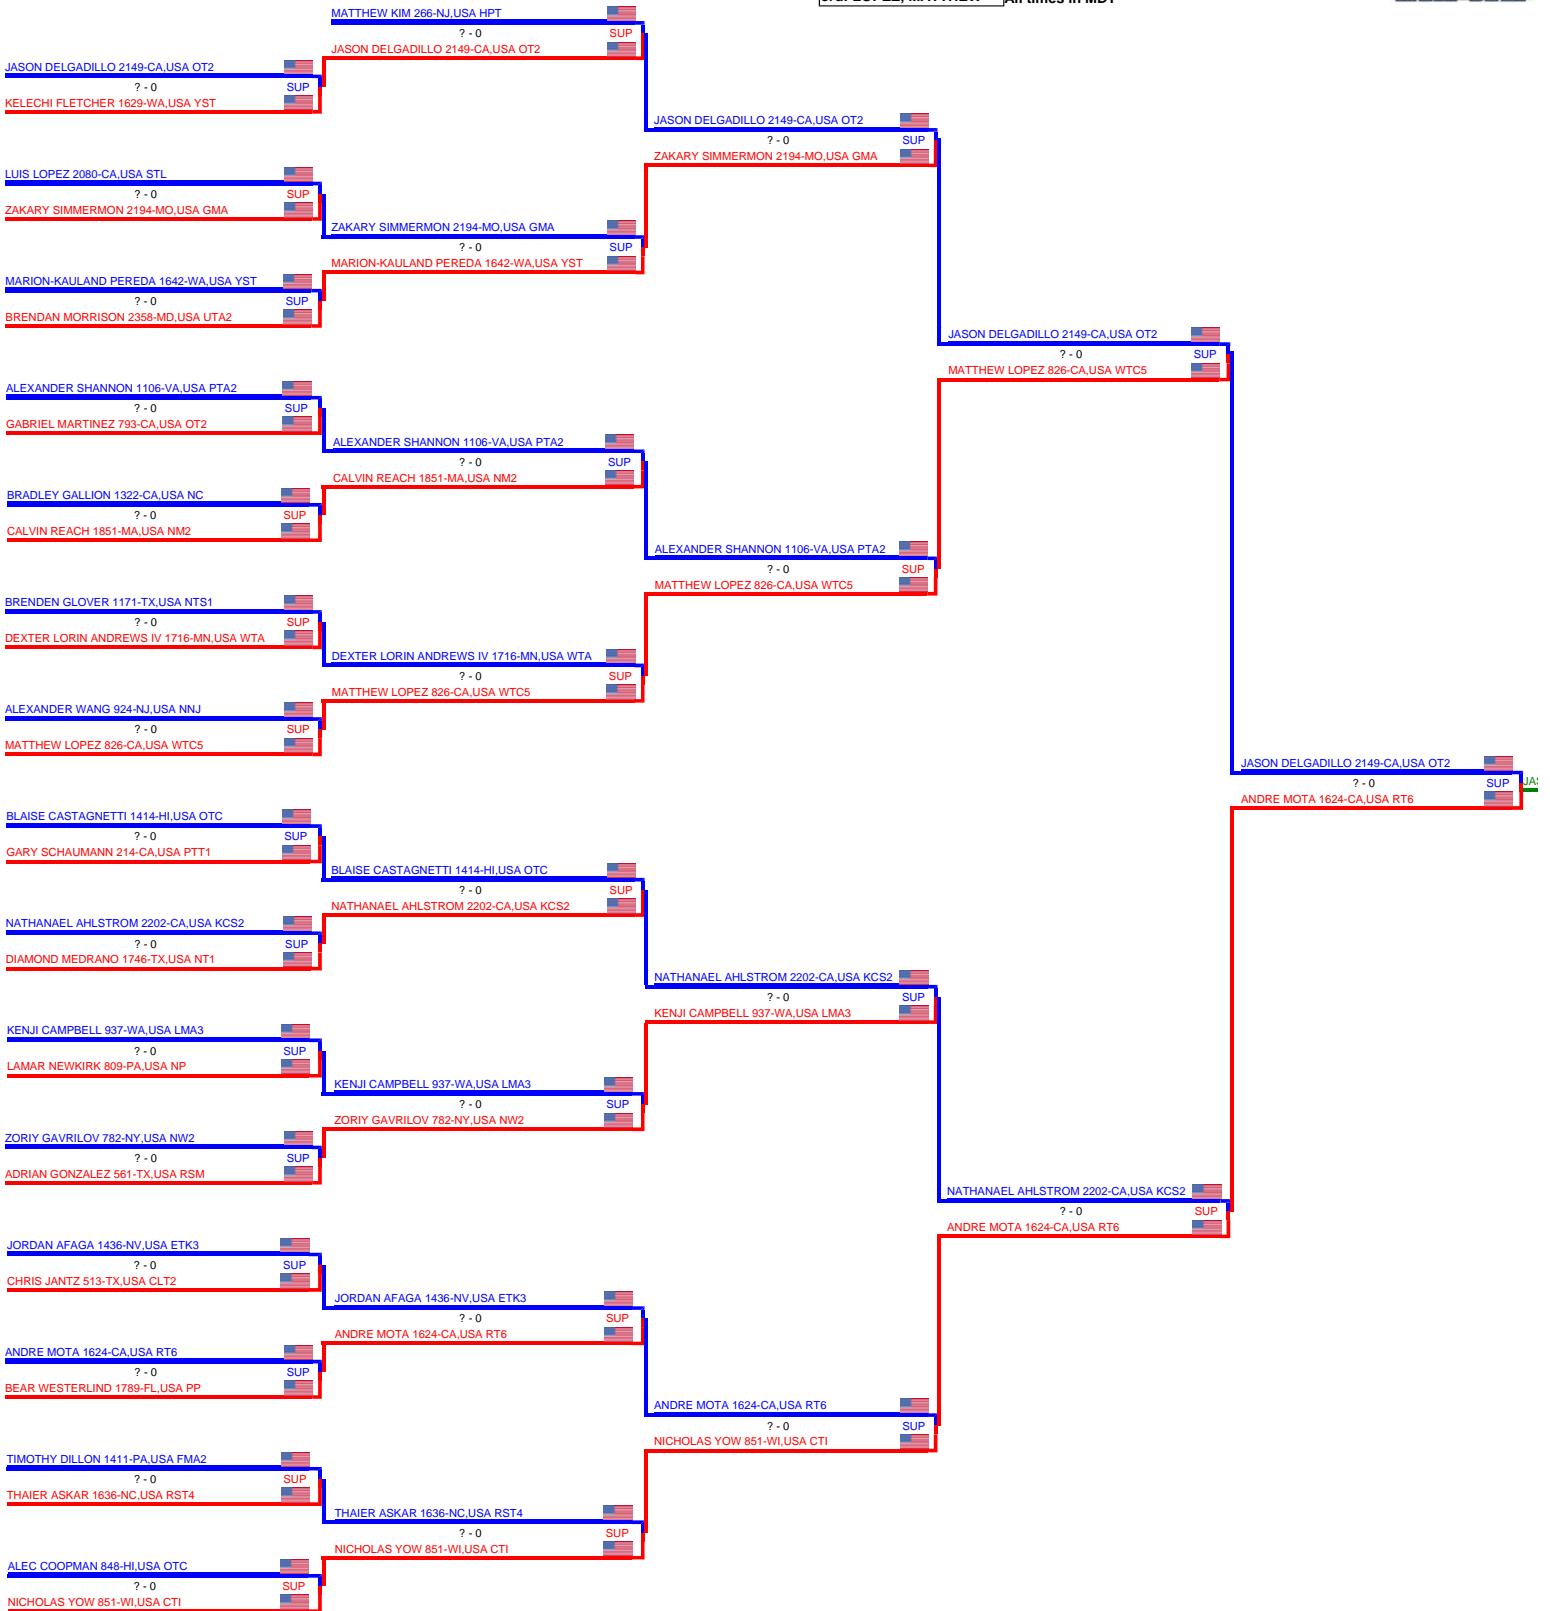 All times in MDT
MATTHEW KIM 266-NJ,USA HPT
? - 0 SUP
JASON DELGADILLO 2149-CA,USA OT2
JASON DELGADILLO 2149-CA,USA OT2
? - 0 SUP
KELECHI FLETCHER 1629-WA,USA YST
JASON DELGADILLO 2149-CA,USA OT2
? - 0 SUP
ZAKARY SIMMERMON 2194-MO,USA GMA
LUIS LOPEZ 2080-CA,USA STL
? - 0 SUP
ZAKARY SIMMERMON 2194-MO,USA GMA
ZAKARY SIMMERMON 2194-MO,USA GMA
? - 0 SUP
MARION-KAULAND PEREDA 1642-WA,USA YST
MARION-KAULAND PEREDA 1642-WA,USA YST
? - 0 SUP
BRENDAN MORRISON 2358-MD,USA UTA2
JASON DELGADILLO 2149-CA,USA OT2
? - 0 SUP
MATTHEW LOPEZ 826-CA,USA WTC5
ALEXANDER SHANNON 1106-VA,USA PTA2
? - 0 SUP
GABRIEL MARTINEZ 793-CA,USA OT2
ALEXANDER SHANNON 1106-VA,USA PTA2
? - 0 SUP
CALVIN REACH 1851-MA,USA NM2
BRADLEY GALLION 1322-CA,USA NC
? - 0 SUP
CALVIN REACH 1851-MA,USA NM2
ALEXANDER SHANNON 1106-VA,USA PTA2
? - 0 SUP
MATTHEW LOPEZ 826-CA,USA WTC5
BRENDEN GLOVER 1171-TX,USA NTS1
? - 0 SUP
DEXTER LORIN ANDREWS IV 1716-MN,USA WTA
DEXTER LORIN ANDREWS IV 1716-MN,USA WTA
? - 0 SUP
MATTHEW LOPEZ 826-CA,USA WTC5
ALEXANDER WANG 924-NJ,USA NNJ
? - 0 SUP
MATTHEW LOPEZ 826-CA,USA WTC5
JASON DELGADILLO 2149-CA,USA OT2
? - 0 SUP JAS
ANDRE MOTA 1624-CA,USA RT6
BLAISE CASTAGNETTI 1414-HI,USA OTC
? - 0 SUP
GARY SCHAUMANN 214-CA,USA PTT1
BLAISE CASTAGNETTI 1414-HI,USA OTC
? - 0 SUP
NATHANAEL AHLSTROM 2202-CA,USA KCS2
NATHANAEL AHLSTROM 2202-CA,USA KCS2
? - 0 SUP
DIAMOND MEDRANO 1746-TX,USA NT1
NATHANAEL AHLSTROM 2202-CA,USA KCS2
? - 0 SUP
KENJI CAMPBELL 937-WA,USA LMA3
KENJI CAMPBELL 937-WA,USA LMA3
? - 0 SUP
LAMAR NEWKIRK 809-PA,USA NP
KENJI CAMPBELL 937-WA,USA LMA3
? - 0 SUP
ZORIY GAVRILOV 782-NY,USA NW2
ZORIY GAVRILOV 782-NY,USA NW2
? - 0 SUP
ADRIAN GONZALEZ 561-TX,USA RSM
NATHANAEL AHLSTROM 2202-CA,USA KCS2
? - 0 SUP
ANDRE MOTA 1624-CA,USA RT6
JORDAN AFAGA 1436-NV,USA ETK3
? - 0 SUP
CHRIS JANTZ 513-TX,USA CLT2
JORDAN AFAGA 1436-NV,USA ETK3
? - 0 SUP
ANDRE MOTA 1624-CA,USA RT6
ANDRE MOTA 1624-CA,USA RT6
? - 0 SUP
BEAR WESTERLIND 1789-FL,USA PP
ANDRE MOTA 1624-CA,USA RT6
? - 0 SUP
NICHOLAS YOW 851-WI,USA CTI
TIMOTHY DILLON 1411-PA,USA FMA2
? - 0 SUP
THAIER ASKAR 1636-NC,USA RST4
THAIER ASKAR 1636-NC,USA RST4
? - 0 SUP
NICHOLAS YOW 851-WI,USA CTI
ALEC COOPMAN 848-HI,USA OTC
? - 0 SUP
NICHOLAS YOW 851-WI,USA CTI